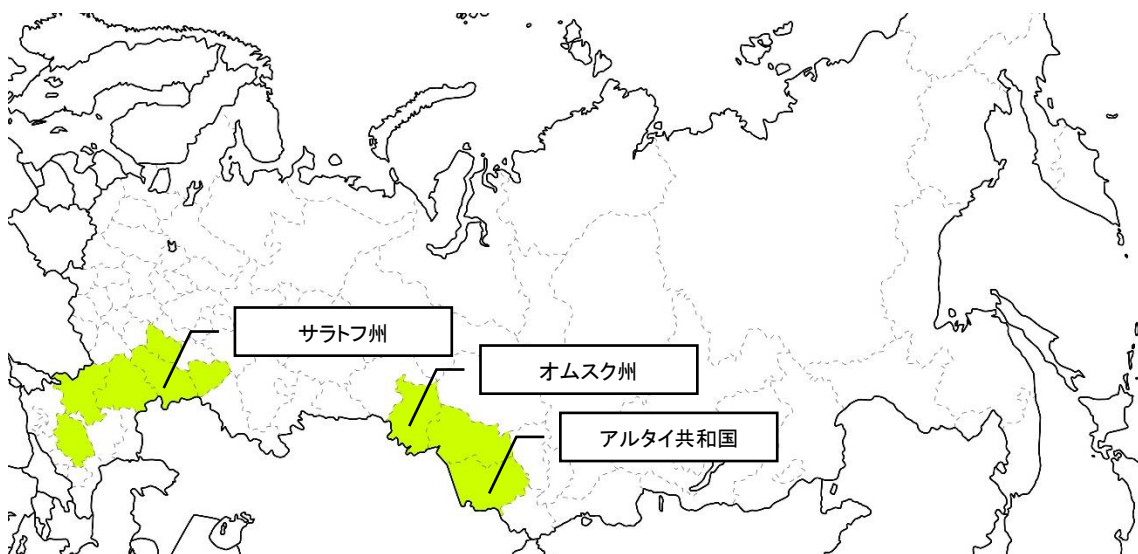 サラトフ州
オムスク州
アルタイ共和国